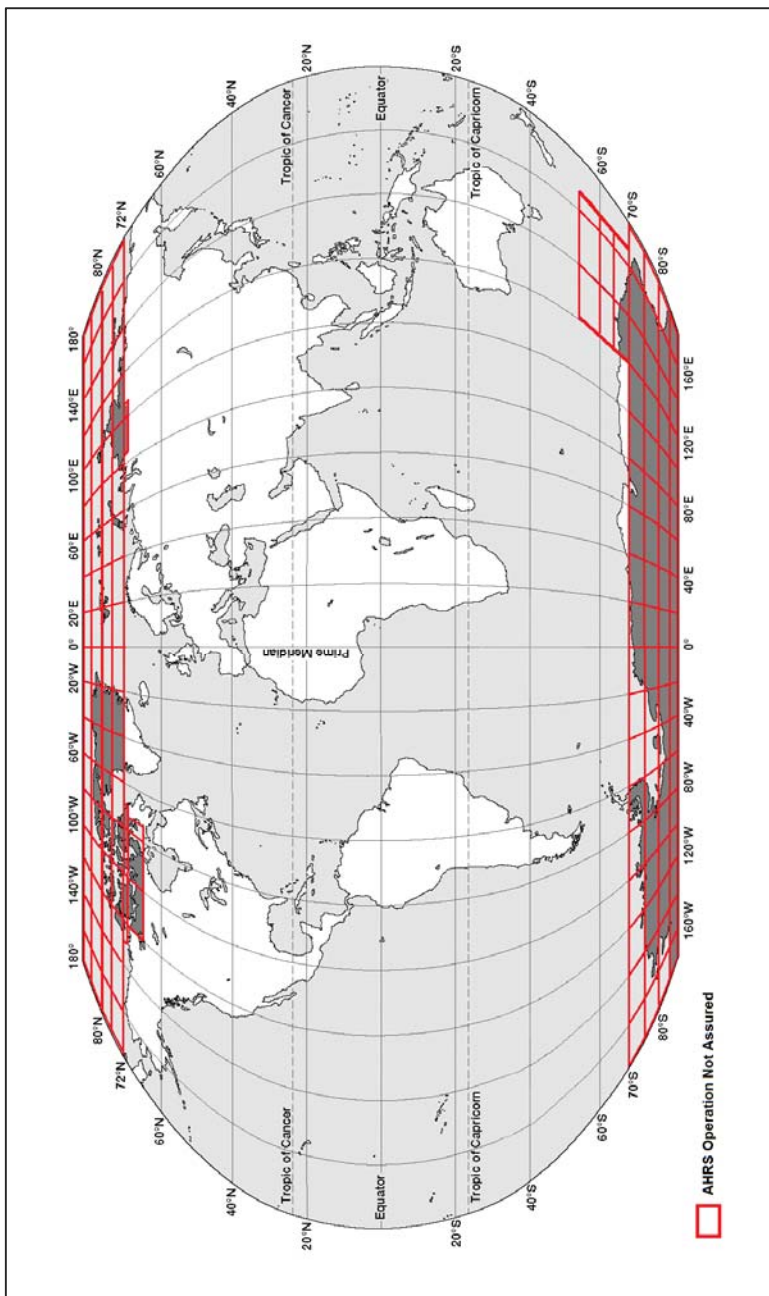 180° 140°W 100°W 60°W 20°W 0° 20°E 60°E 100°E 140°E 180°
80°N 80°N
72°N 72°N
60°N 60°N
40°N 40°N
Tropic of Cancer Tropic of Cancer
20°N 20°N
Prime Meridian
Equator Equator
20°S 20°S
Tropic of Capricorn Tropic of Capricorn
40°S 40°S
60°S 60°S
70°S 70°S
80°S 80°S
160°W 120°W 80°W 40°W 0° 40°E 80°E 120°E 160°E
AHRS Operation Not Assured